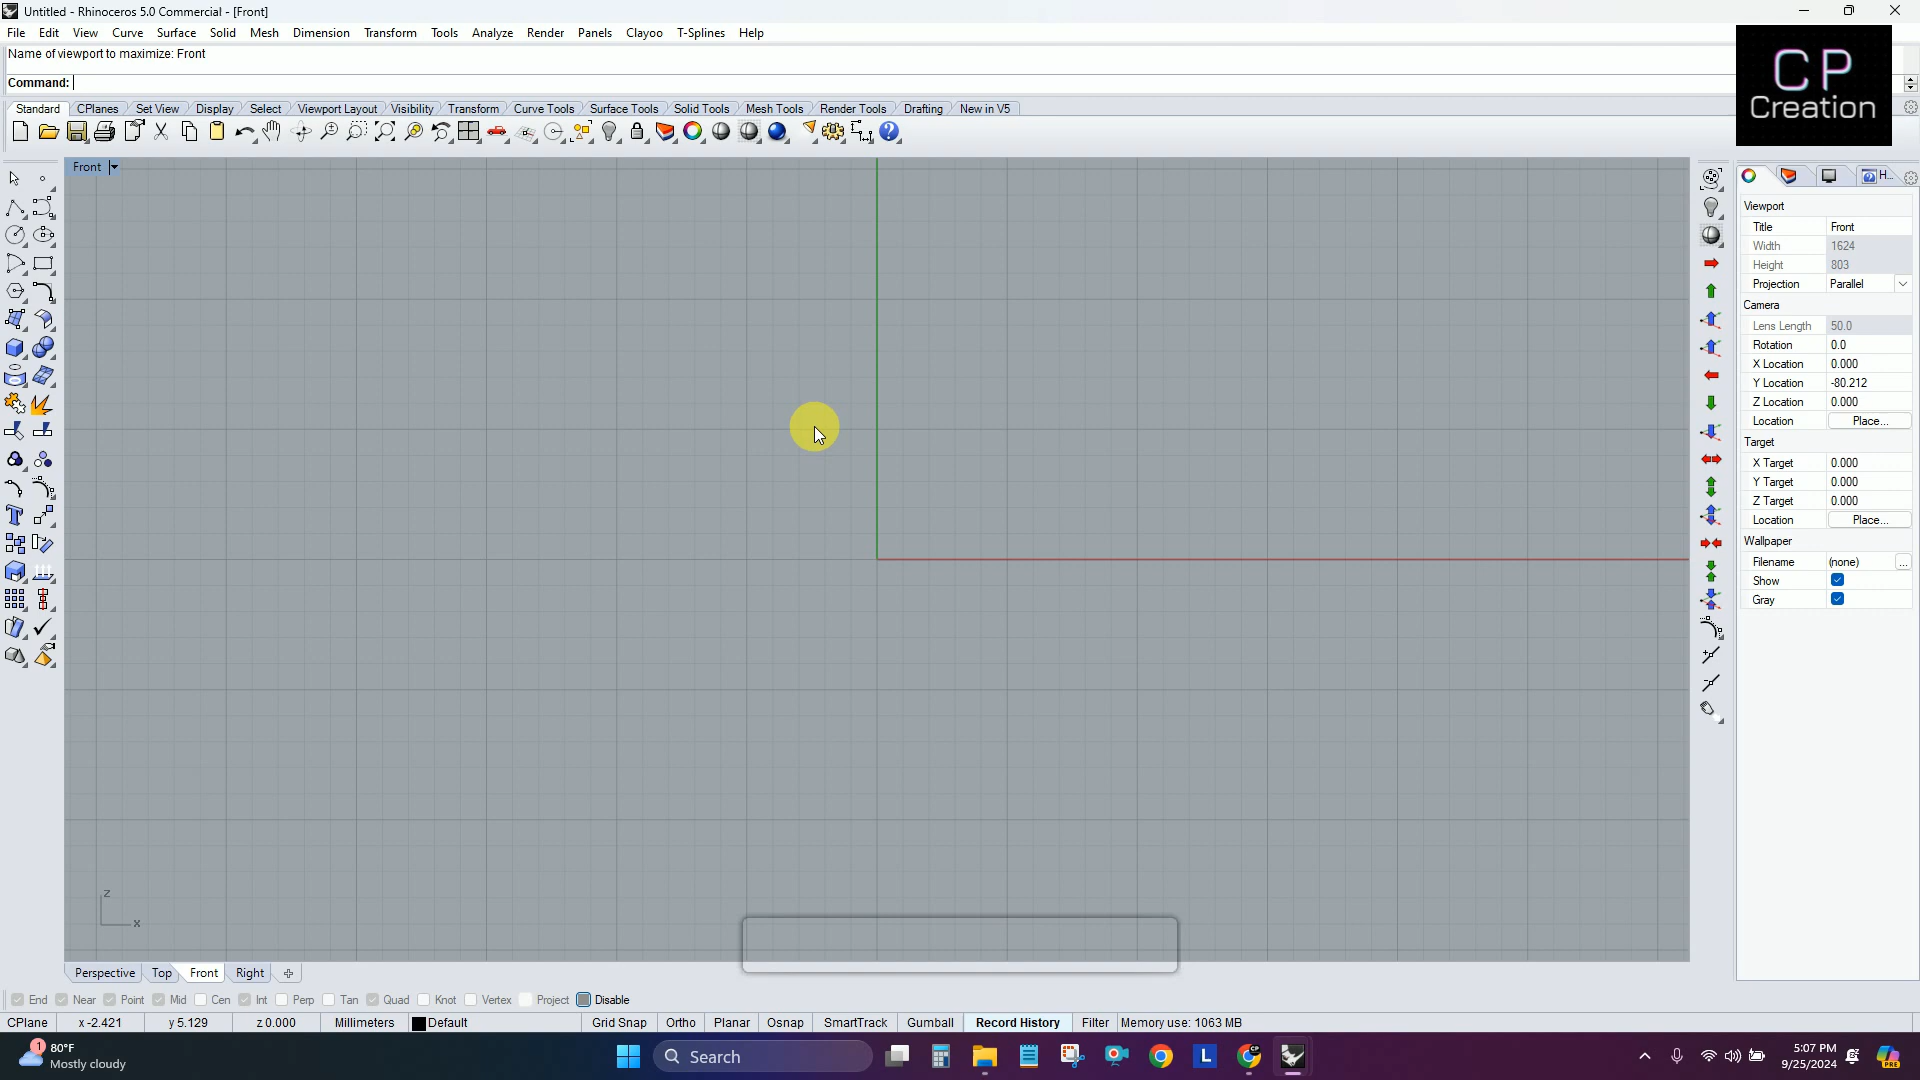 Untitled - Rhinoceros 5.0 Commercial - [Front]
File Edit View Curve Surface Solid Mesh Dimension Transform Tools Analyze Render Panels Clayoo T-Splines Help
Name of viewport to maximize: Front
Command:
CP
Creation
Standard CPlanes Set View Display Select Viewport Layout Visibility Transform Curve Tools Surface Tools Solid Tools Mesh Tools Render Tools Drafting New in V5
Front
H...
Viewport
Title Front
Width 1624
Height 803
Projection Parallel
Camera
Lens Length 50.0
Rotation 0.0
X Location 0.000
Y Location -80.212
Z Location 0.000
Location Place...
Target
X Target 0.000
Y Target 0.000
Z Target 0.000
Location Place...
Wallpaper
Filename (none) ...
Show
Gray
z
x
Perspective Top Front Right
End Near Point Mid Cen Int Perp Tan Quad Knot Vertex Project Disable
CPlane x -2.421 y 5.129 z 0.000 Millimeters Default Grid Snap Ortho Planar Osnap SmartTrack Gumball Record History Filter Memory use: 1063 MB
1
80°F
Mostly cloudy
Search
L
CP
5:07 PM
9/25/2024
PRE